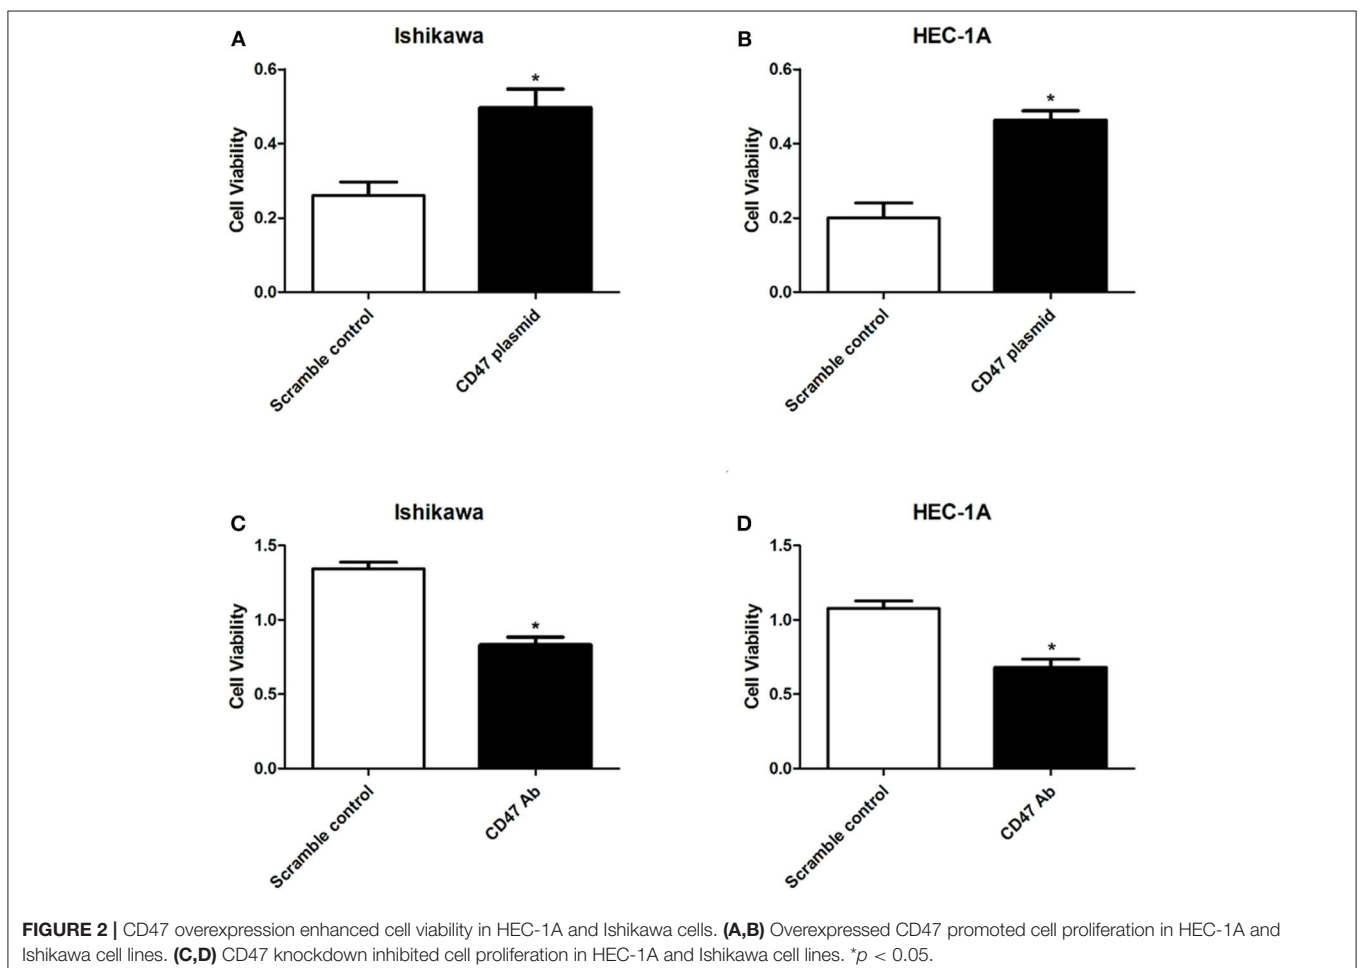 A
Ishikawa
0.6
0.4
0.2
0.0
Cell Viability
*
Scramble control
CD47 plasmid
B
HEC-1A
0.6
0.4
0.2
0.0
Cell Viability
*
Scramble control
CD47 plasmid
C
Ishikawa
1.5
1.0
0.5
0.0
Cell Viability
*
Scramble control
CD47 Ab
D
HEC-1A
1.5
1.0
0.5
0.0
Cell Viability
*
Scramble control
CD47 Ab
FIGURE 2 | CD47 overexpression enhanced cell viability in HEC-1A and Ishikawa cells. (A,B) Overexpressed CD47 promoted cell proliferation in HEC-1A and
Ishikawa cell lines. (C,D) CD47 knockdown inhibited cell proliferation in HEC-1A and Ishikawa cell lines. *p < 0.05.